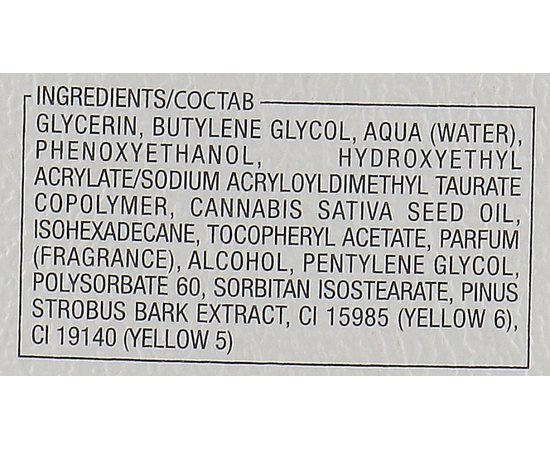 INGREDIENTS/СОСТАВ
GLYCERIN, BUTYLENE GLYCOL, AQUA (WATER),
PHENOXYETHANOL, HYDROXYETHYL
ACRYLATE/SODIUM ACRYLOYLDIMETHYL TAURATE
COPOLYMER, CANNABIS SATIVA SEED OIL,
ISOHEXADECANE, TOCOPHERYL ACETATE, PARFUM
(FRAGRANCE), ALCOHOL, PENTYLENE GLYCOL,
POLYSORBATE 60, SORBITAN ISOSTEARATE, PINUS
STROBUS BARK EXTRACT, CI 15985 (YELLOW 6),
CI 19140 (YELLOW 5)